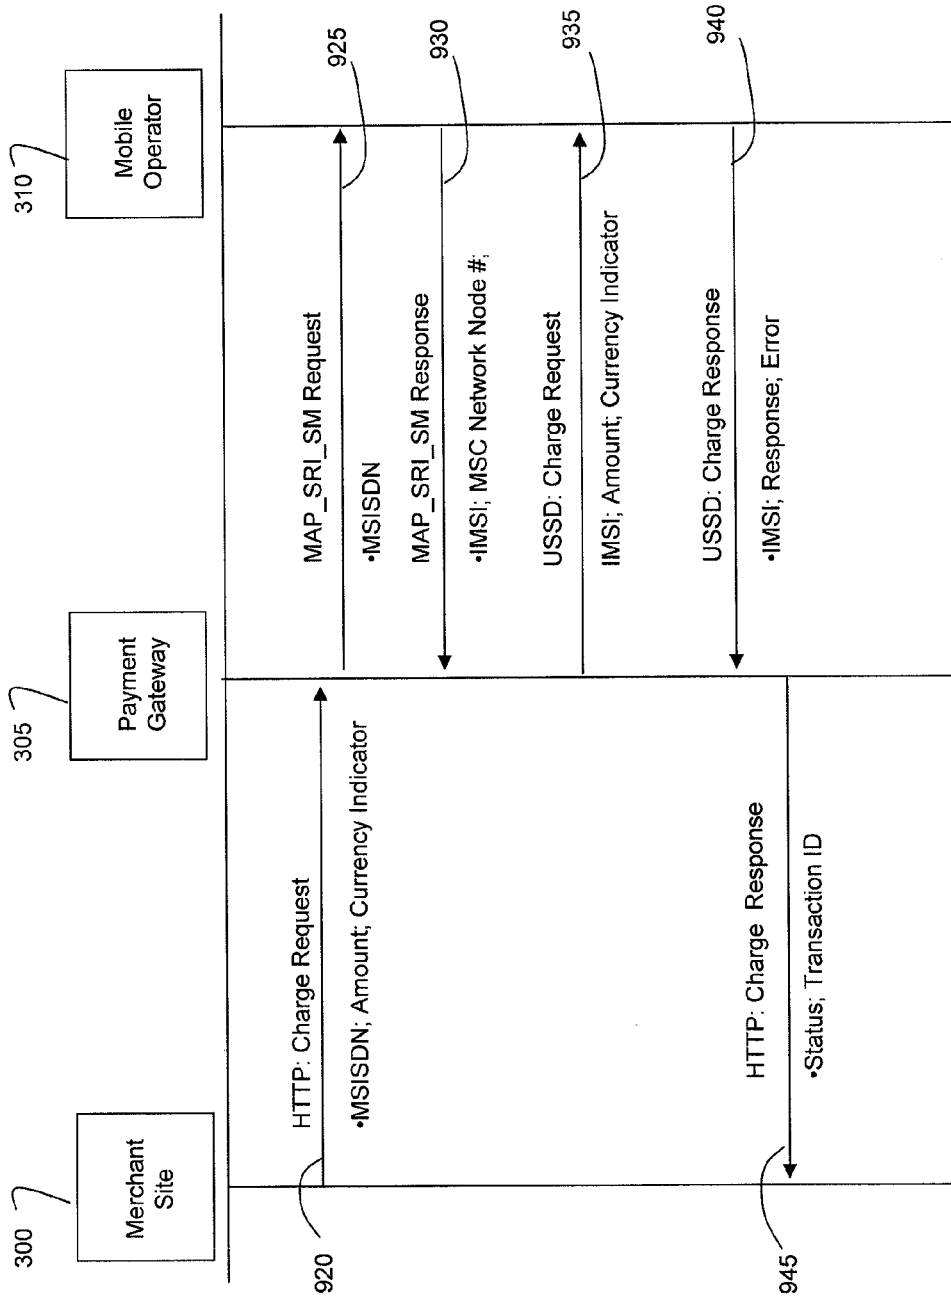 300
Merchant
Site
305
Payment
Gateway
310
Mobile
Operator
920
HTTP: Charge Request
•MSISDN; Amount; Currency Indicator
MAP_SRI_SM Request
925
•MSISDN
MAP_SRI_SM Response
930
•IMSI; MSC Network Node #;
USSD: Charge Request
935
IMSI; Amount; Currency Indicator
USSD: Charge Response
940
•IMSI; Response; Error
HTTP: Charge Response
945
•Status; Transaction ID